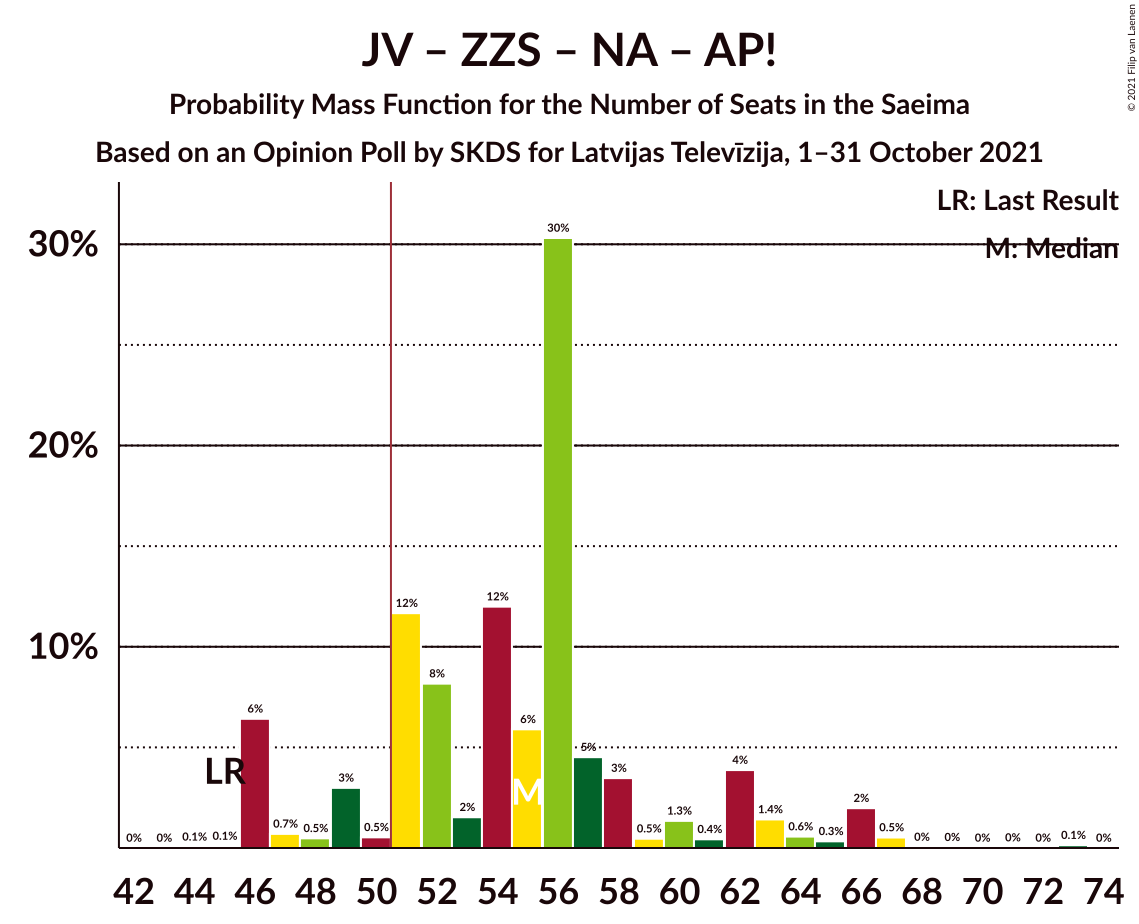 JV – ZZS – NA – AP!
Probability Mass Function for the Number of Seats in the Saeima
Based on an Opinion Poll by SKDS for Latvijas Televīzija, 1–31 October 2021
© 2021 Filip van Laenen
LR: Last Result
M: Median
30%
20%
10%
0% 0% 0.1% 0.1% 6% 0.7% 0.5% 3% 0.5% 12% 8% 2% 12% 6% 30% 5% 3% 0.5% 1.3% 0.4% 4% 1.4% 0.6% 0.3% 2% 0.5% 0% 0% 0% 0% 0% 0.1% 0%
LR
M
42 44 46 48 50 52 54 56 58 60 62 64 66 68 70 72 74